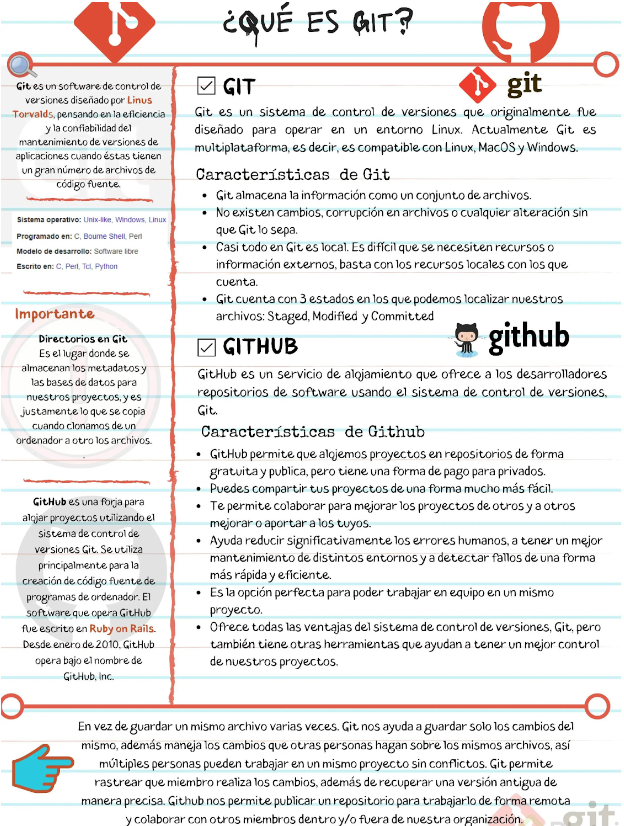 ¿QUÉ ES GIT?
Git es un software de control de
versiones diseñado por Linus
Torvalds, pensando en la eficiencia
y la confiabilidad del
mantenimiento de versiones de
aplicaciones cuando éstas tienen
un gran número de archivos de
código fuente.
Sistema operativo: Unix-like, Windows, Linux
Programado en: C, Bourne Shell, Perl
Modelo de desarrollo: Software libre
Escrito en: C, Perl, Tcl, Python
Importante
Directorios en Git
Es el lugar donde se
almacenan los metadatos y
las bases de datos para
nuestros proyectos, y es
justamente lo que se copia
cuando clonamos de un
ordenador a otro los archivos.
.
GitHub es una forja para
alojar proyectos utilizando el
sistema de control de
versiones Git. Se utiliza
principalmente para la
creación de código fuente de
programas de ordenador. El
software que opera GitHub
fue escrito en Ruby on Rails.
Desde enero de 2010, GitHub
opera bajo el nombre de
GitHub, Inc.
GIT
git
Git es un sistema de control de versiones que originalmente fue
diseñado para operar en un entorno Linux. Actualmente Git es
multiplataforma, es decir, es compatible con Linux, MacOS y Windows.
Características de Git
• Git almacena la información como un conjunto de archivos.
• No existen cambios, corrupción en archivos o cualquier alteración sin
que Git lo sepa.
• Casi todo en Git es local. Es difícil que se necesiten recursos o
información externos, basta con los recursos locales con los que
cuenta.
• Git cuenta con 3 estados en los que podemos localizar nuestros
archivos: Staged, Modified y Committed
GITHUB
github
GitHub es un servicio de alojamiento que ofrece a los desarrolladores
repositorios de software usando el sistema de control de versiones,
Git.
Características de Github
• GitHub permite que alojemos proyectos en repositorios de forma
gratuita y publica, pero tiene una forma de pago para privados.
• Puedes compartir tus proyectos de una forma mucho más fácil.
• Te permite colaborar para mejorar los proyectos de otros y a otros
mejorar o aportar a los tuyos.
• Ayuda reducir significativamente los errores humanos, a tener un mejor
mantenimiento de distintos entornos y a detectar fallos de una forma
más rápida y eficiente.
• Es la opción perfecta para poder trabajar en equipo en un mismo
proyecto.
• Ofrece todas las ventajas del sistema de control de versiones, Git, pero
también tiene otras herramientas que ayudan a tener un mejor control
de nuestros proyectos.
En vez de guardar un mismo archivo varias veces. Git nos ayuda a guardar solo los cambios del
mismo, además maneja los cambios que otras personas hagan sobre los mismos archivos, así
múltiples personas pueden trabajar en un mismo proyecto sin conflictos. Git permite
rastrear que miembro realiza los cambios, además de recuperar una versión antigua de
manera precisa. Github nos permite publicar un repositorio para trabajarlo de forma remota
y colaborar con otros miembros dentro y/o fuera de nuestra organización.
git